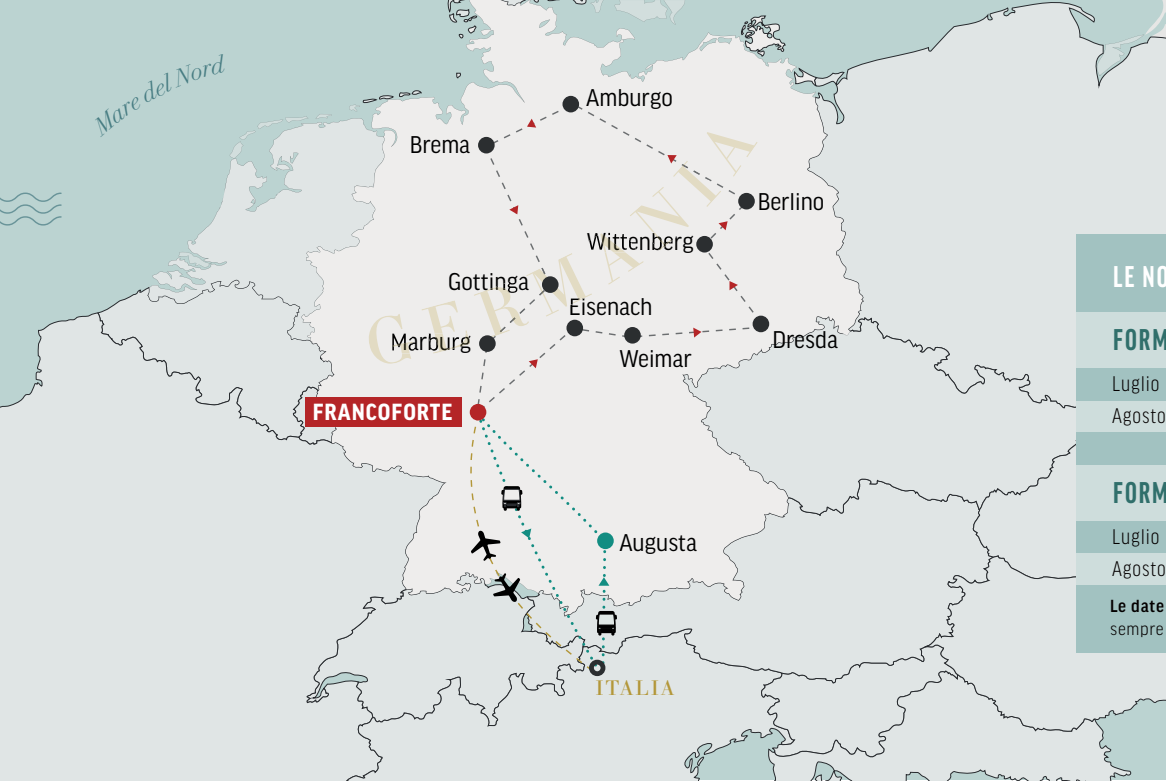 Mare del Nord
Amburgo
Brema
GERMANIA
Berlino
Wittenberg
Gottinga
Eisenach
Marburg
Weimar
Dresda
FRANCOFORTE
Augusta
ITALIA
LE NO
FORM
Luglio
Agosto
FORM
Luglio
Agosto
Le date
sempre